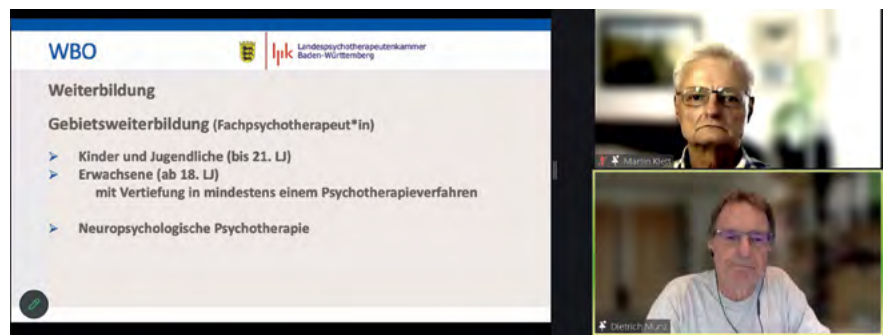 WBO
lpk Landespsychotherapeutenkammer
Baden-Württemberg
Weiterbildung
Gebietsweiterbildung (Fachpsychotherapeut*in)
➢ Kinder und Jugendliche (bis 21. LJ)
➢ Erwachsene (ab 18. LJ)
mit Vertiefung in mindestens einem Psychotherapieverfahren
➢ Neuropsychologische Psychotherapie
Martin Klett
Dietrich Munz